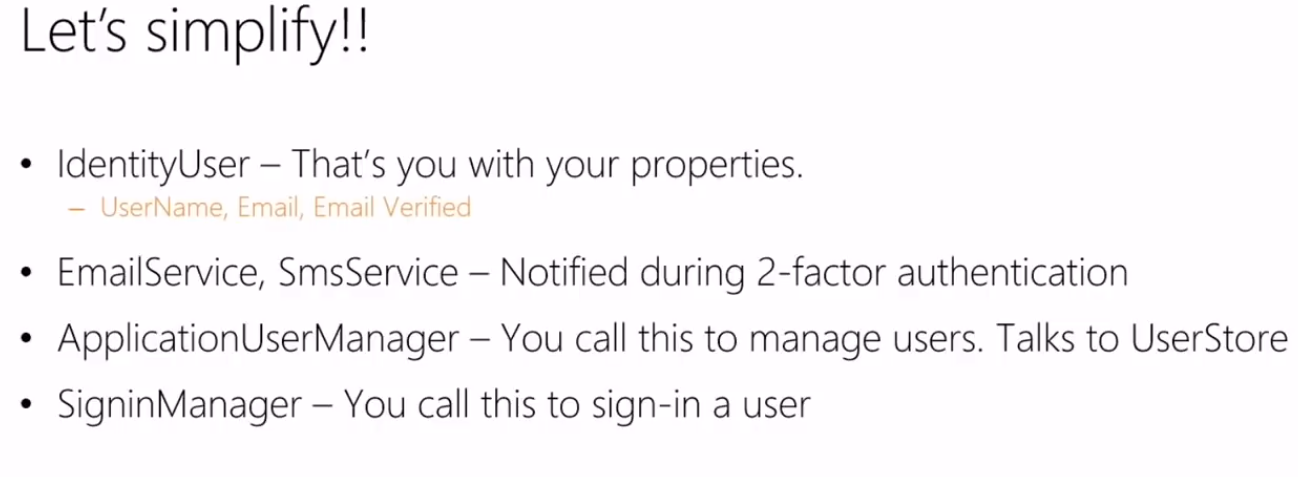 Let's simplify!!
• IdentityUser – That's you with your properties.
– UserName, Email, Email Verified
• EmailService, SmsService – Notified during 2-factor authentication
• ApplicationUserManager – You call this to manage users. Talks to UserStore
• SigninManager – You call this to sign-in a user